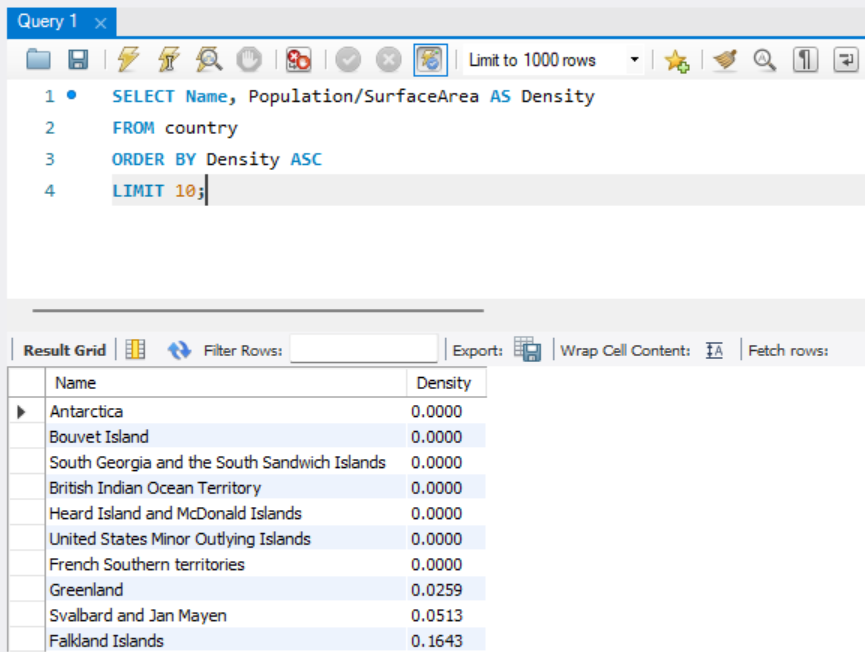 Query 1
Limit to 1000 rows
1 SELECT Name, Population/SurfaceArea AS Density
2 FROM country
3 ORDER BY Density ASC
4 LIMIT 10;
Result Grid Filter Rows: Export: Wrap Cell Content: Fetch rows:
Name Density
Antarctica 0.0000
Bouvet Island 0.0000
South Georgia and the South Sandwich Islands 0.0000
British Indian Ocean Territory 0.0000
Heard Island and McDonald Islands 0.0000
United States Minor Outlying Islands 0.0000
French Southern territories 0.0000
Greenland 0.0259
Svalbard and Jan Mayen 0.0513
Falkland Islands 0.1643